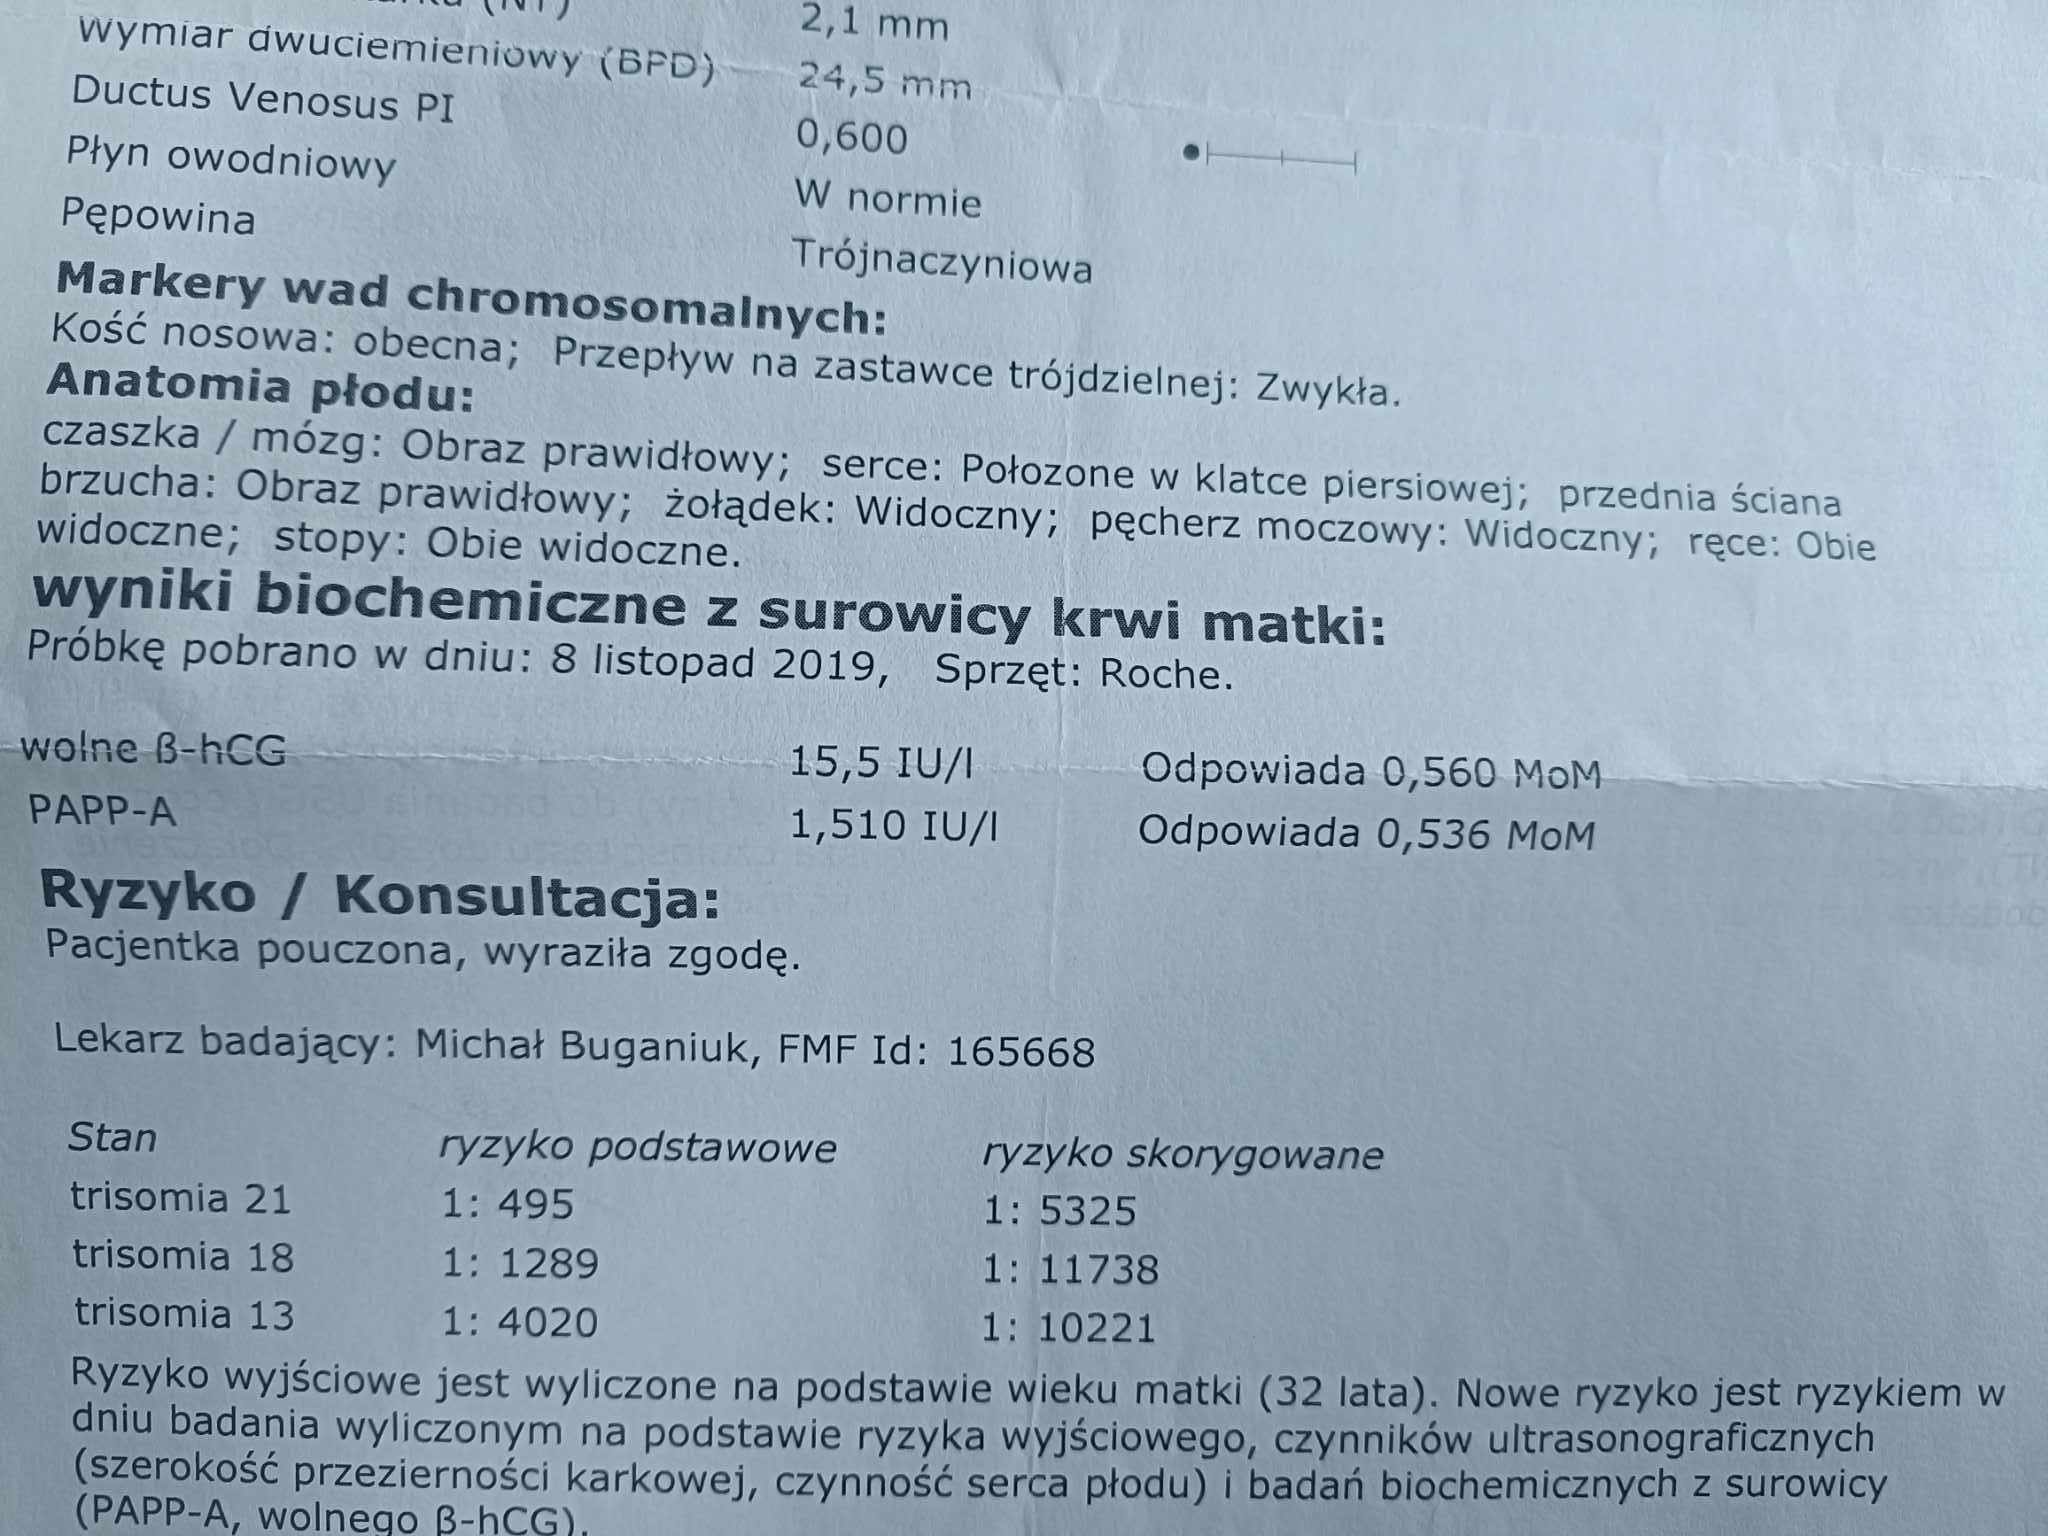 (NT) 2,1 mm
Wymiar dwuciemieniowy (BPD) 24,5 mm
Ductus Venosus PI 0,600
Płyn owodniowy W normie
Pępowina Trójnaczyniowa
Markery wad chromosomalnych:
Kość nosowa: obecna; Przepływ na zastawce trójdzielnej: Zwykła.
Anatomia płodu:
czaszka / mózg: Obraz prawidłowy; serce: Połozone w klatce piersiowej; przednia ściana
brzucha: Obraz prawidłowy; żołądek: Widoczny; pęcherz moczowy: Widoczny; ręce: Obie
widoczne; stopy: Obie widoczne.
wyniki biochemiczne z surowicy krwi matki:
Próbkę pobrano w dniu: 8 listopad 2019, Sprzęt: Roche.
wolne ß-hCG 15,5 IU/l Odpowiada 0,560 MoM
PAPP-A 1,510 IU/l Odpowiada 0,536 MoM
Ryzyko / Konsultacja:
Pacjentka pouczona, wyraziła zgodę.
Lekarz badający: Michał Buganiuk, FMF Id: 165668
Stan ryzyko podstawowe ryzyko skorygowane
trisomia 21 1: 495 1: 5325
trisomia 18 1: 1289 1: 11738
trisomia 13 1: 4020 1: 10221
Ryzyko wyjściowe jest wyliczone na podstawie wieku matki (32 lata). Nowe ryzyko jest ryzykiem w
dniu badania wyliczonym na podstawie ryzyka wyjściowego, czynników ultrasonograficznych
(szerokość przezierności karkowej, czynność serca płodu) i badań biochemicznych z surowicy
(PAPP-A, wolnego ß-hCG).